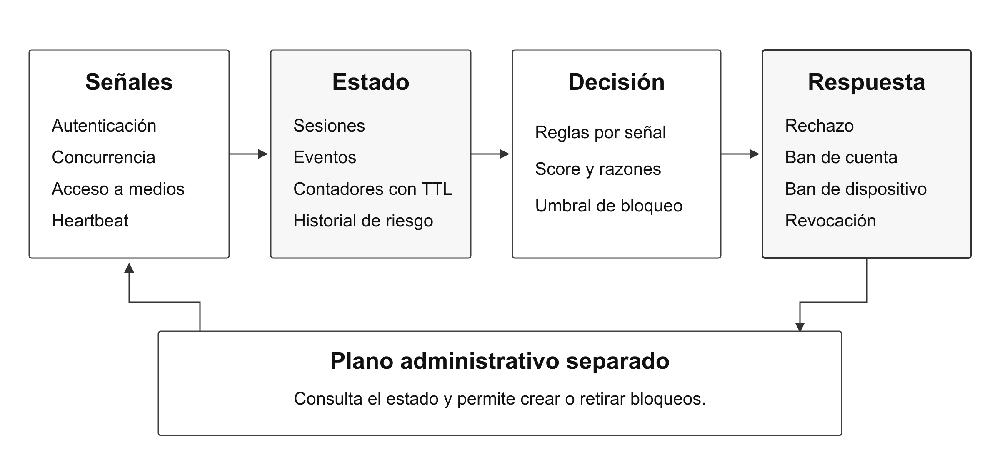 Señales
Autenticación
Concurrencia
Acceso a medios
Heartbeat
Estado
Sesiones
Eventos
Contadores con TTL
Historial de riesgo
Decisión
Reglas por señal
Score y razones
Umbral de bloqueo
Respuesta
Rechazo
Ban de cuenta
Ban de dispositivo
Revocación
Plano administrativo separado
Consulta el estado y permite crear o retirar bloqueos.